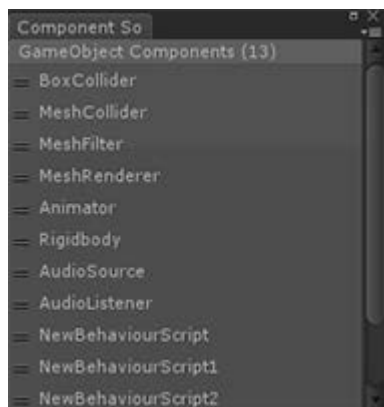 Component So
GameObject Components (13)
BoxCollider
MeshCollider
MeshFilter
MeshRenderer
Animator
Rigidbody
AudioSource
AudioListener
NewBehaviourScript
NewBehaviourScript1
NewBehaviourScript2